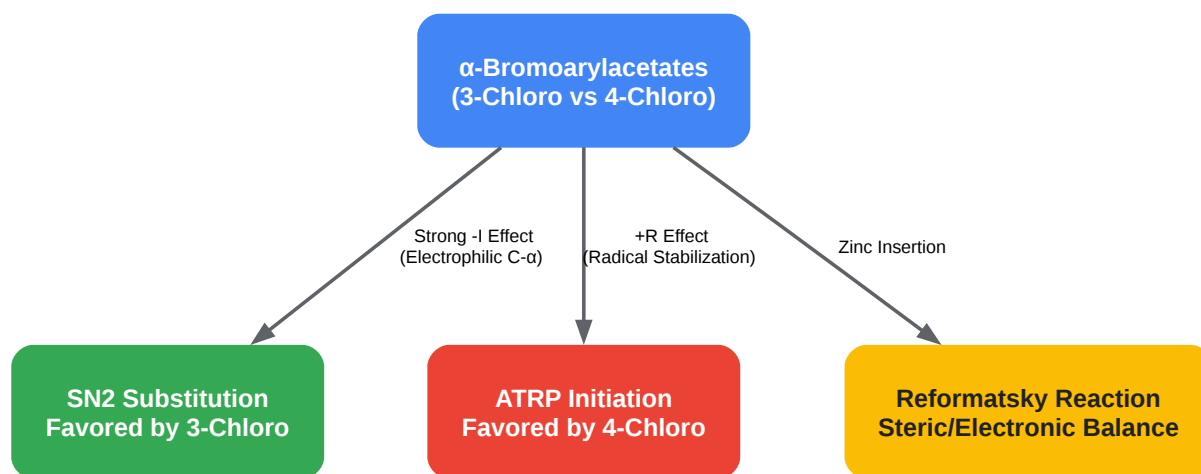 α-Bromoarylacetates
(3-Chloro vs 4-Chloro)
Strong -I Effect
(Electrophilic C-α)
+R Effect
(Radical Stabilization)
Zinc Insertion
SN2 Substitution
Favored by 3-Chloro
ATRP Initiation
Favored by 4-Chloro
Reformatsky Reaction
Steric/Electronic Balance